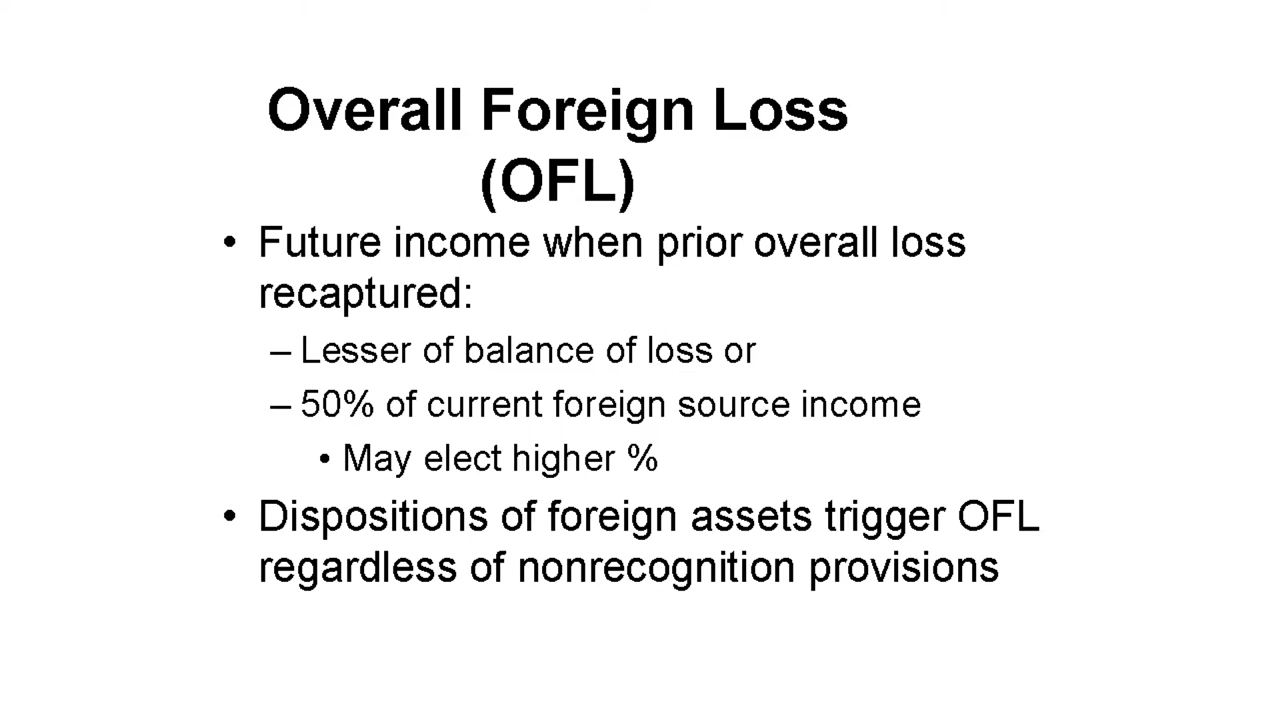 Overall Foreign Loss
(OFL)
• Future income when prior overall loss
recaptured:
– Lesser of balance of loss or
– 50% of current foreign source income
• May elect higher %
• Dispositions of foreign assets trigger OFL
regardless of nonrecognition provisions